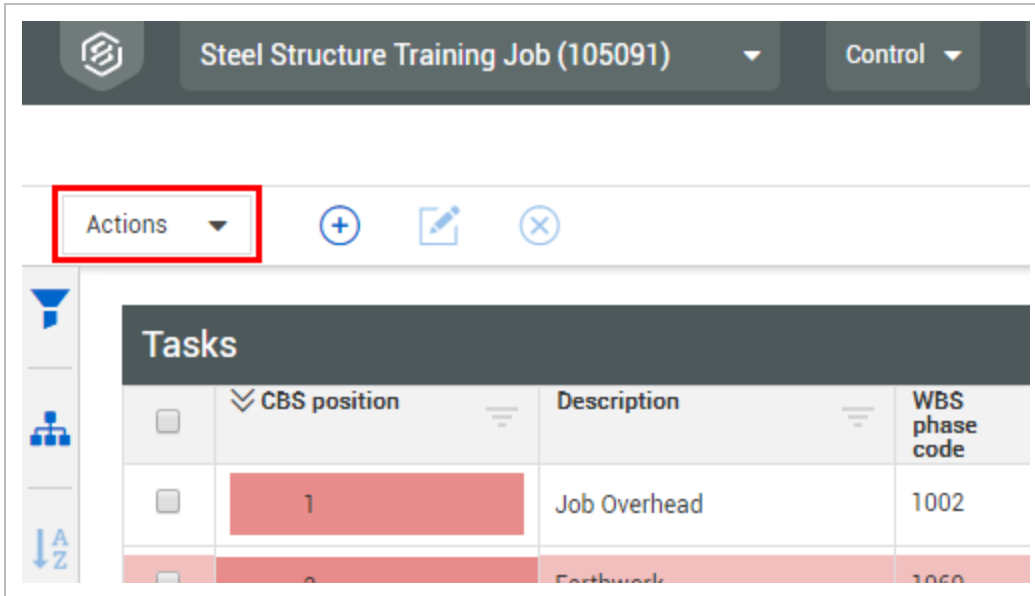 Steel Structure Training Job (105091) Control
Actions
A
Z
Tasks
CBS position Description WBS
phase
code
1 Job Overhead 1002